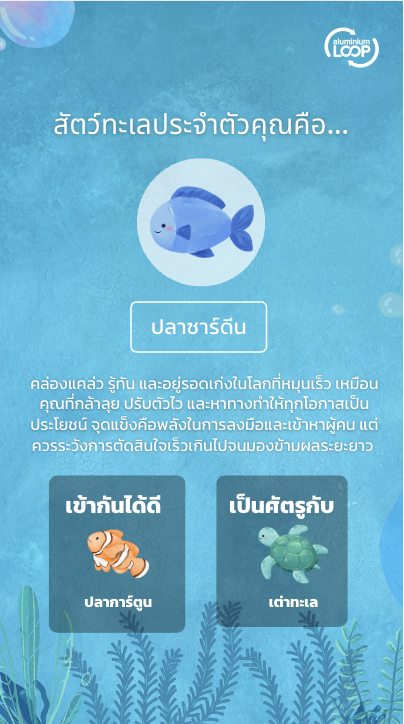 aluminium
LOOP
สัตว์ทะเลประจำตัวคุณคือ...
ปลาซาร์ดีน
คล่องแคล่ว รู้ทัน และอยู่รอดเก่งในโลกที่หมุนเร็ว เหมือน
คุณที่กล้าลุย ปรับตัวไว และหาทางทำให้ทุกโอกาสเป็น
ประโยชน์ จุดแข็งคือพลังในการลงมือและเข้าหาผู้คน แต่
ควรระวังการตัดสินใจเร็วเกินไปจนมองข้ามผลระยะยาว
เข้ากันได้ดี
เป็นศัตรูกับ
ปลาการ์ตูน
เต่าทะเล